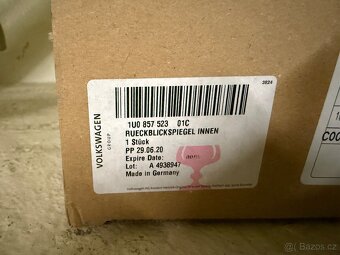 3824
VOLKSWAGEN
GROUP
1U0 857 523 01C
RUECKBLICKSPIEGEL INNEN
1 Stück
PP 29.06.20
Expire Date:
Lot: A 4938947
Made in Germany
Bazoš.cz